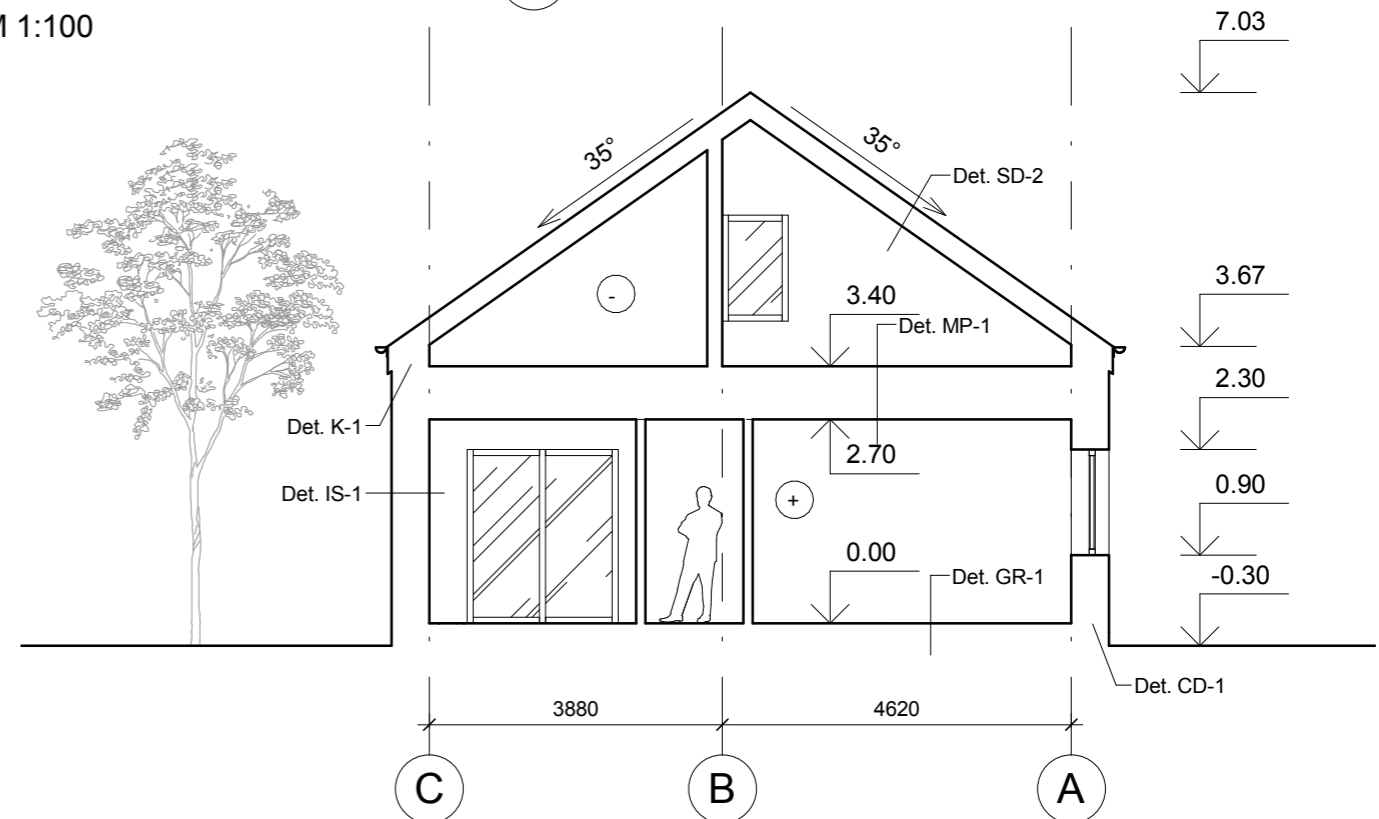 M 1:100
7.03
35°
35°
Det. SD-2
3.67
3.40
-
Det. MP-1
2.30
Det. K-1
2.70
0.90
Det. IS-1
+
0.00
-0.30
Det. GR-1
Det. CD-1
3880
4620
C
B
A